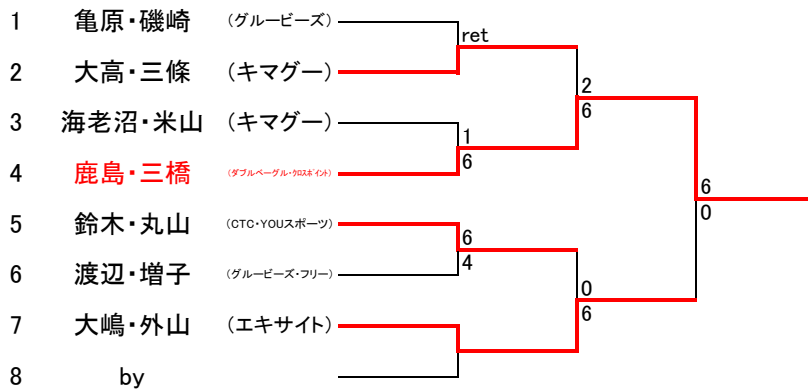 1 亀原・磯崎 (グルービーズ)
ret
2 大高・三條 (キマグー)
2
6
3 海老沼・米山 (キマグー)
1
6
4 鹿島・三橋 (ダブルベーグル・クロスポイント)
6
0
5 鈴木・丸山 (CTC・YOUスポーツ)
6
4
6 渡辺・増子 (グルービーズ・フリー)
0
6
7 大嶋・外山 (エキサイト)
8 by